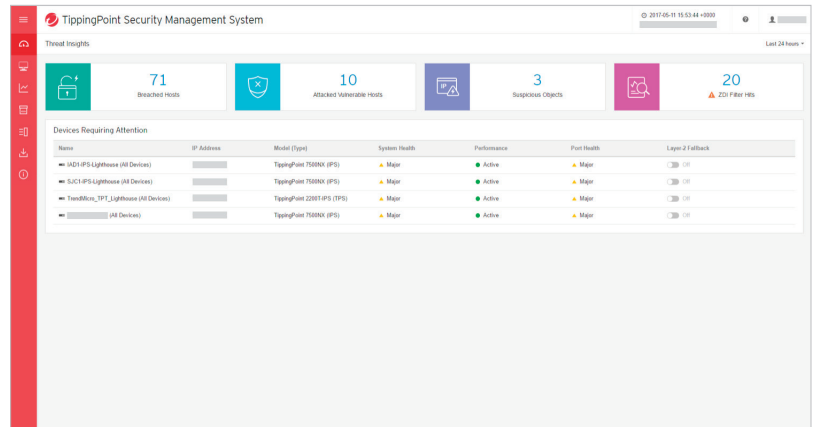 TippingPoint Security Management System
2017-05-11 15:53:44 +0000
Threat Insights
Last 24 hours
71
Breached Hosts
10
Attacked Vulnerable Hosts
IP
3
Suspicious Objects
20
ZDI Filter Hits
Devices Requiring Attention
Name IP Address Model (Type) System Health Performance Port Health Layer-2 Fallback
IAD1-IPS-Lighthouse (All Devices) TippingPoint 7500NX (IPS) Major Active Major Off
SJC1-IPS-Lighthouse (All Devices) TippingPoint 7500NX (IPS) Major Active Major Off
TrendMicro_TPT_Lighthouse (All Devices) TippingPoint 2200T-IPS (TPS) Major Active Major Off
(All Devices) TippingPoint 7500NX (IPS) Major Active Major Off